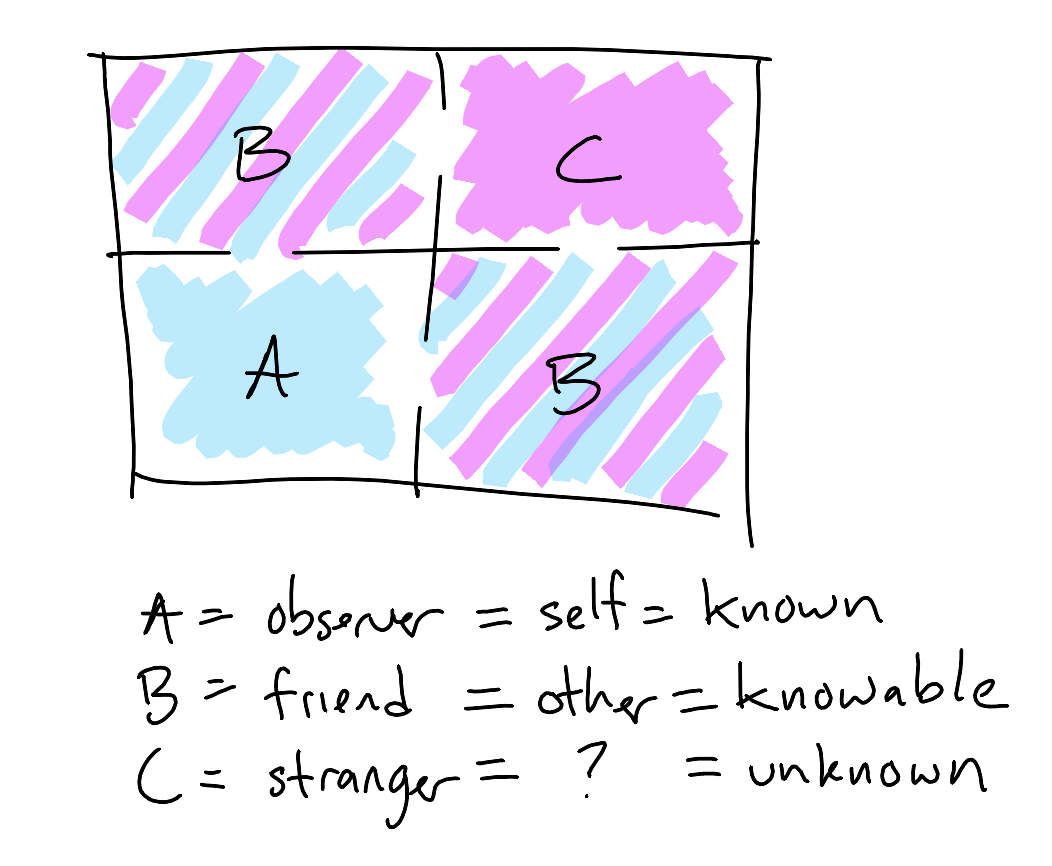 B C
A B
A = observer = self = known
B = friend = other = knowable
C = stranger = ? = unknown